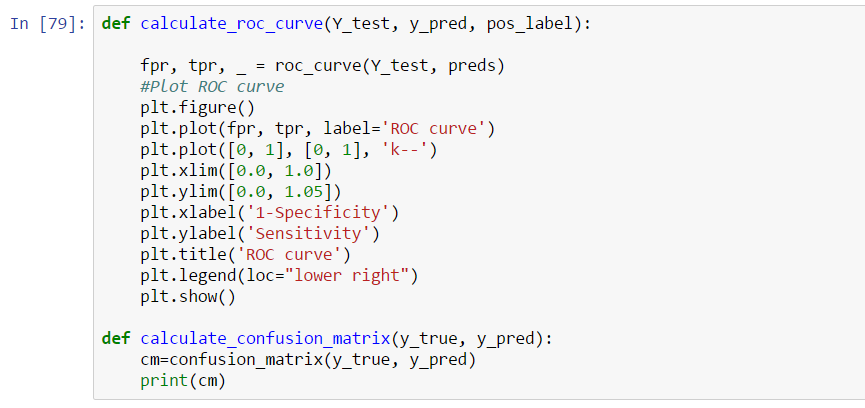 In [79]: def calculate_roc_curve(Y_test, y_pred, pos_label):
fpr, tpr, _ = roc_curve(Y_test, preds)
#Plot ROC curve
plt.figure()
plt.plot(fpr, tpr, label='ROC curve')
plt.plot([0, 1], [0, 1], 'k--')
plt.xlim([0.0, 1.0])
plt.ylim([0.0, 1.05])
plt.xlabel('1-Specificity')
plt.ylabel('Sensitivity')
plt.title('ROC curve')
plt.legend(loc="lower right")
plt.show()
def calculate_confusion_matrix(y_true, y_pred):
cm=confusion_matrix(y_true, y_pred)
print(cm)